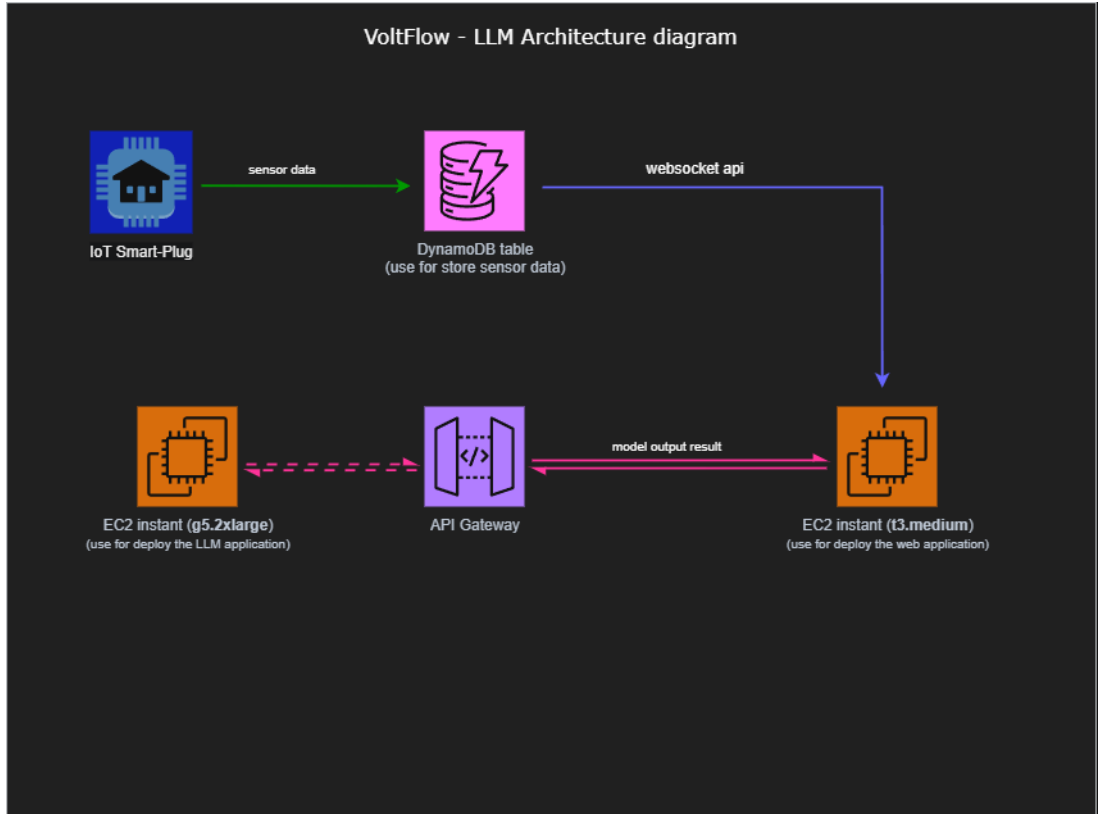 VoltFlow - LLM Architecture diagram
sensor data
websocket api
IoT Smart-Plug
DynamoDB table
(use for store sensor data)
model output result
</>
EC2 instant (g5.2xlarge)
(use for deploy the LLM application)
API Gateway
EC2 instant (t3.medium)
(use for deploy the web application)